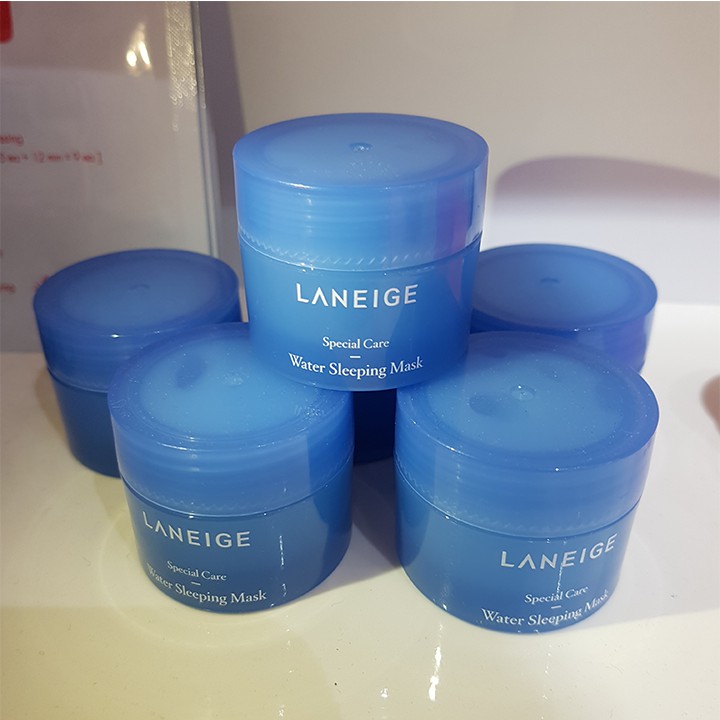 LANEIGE
Special Care
Water Sleeping Mask
LANEIGE
Special Care
Water Sleeping Mask
LANEIGE
Special Care
Water Sleeping Mask